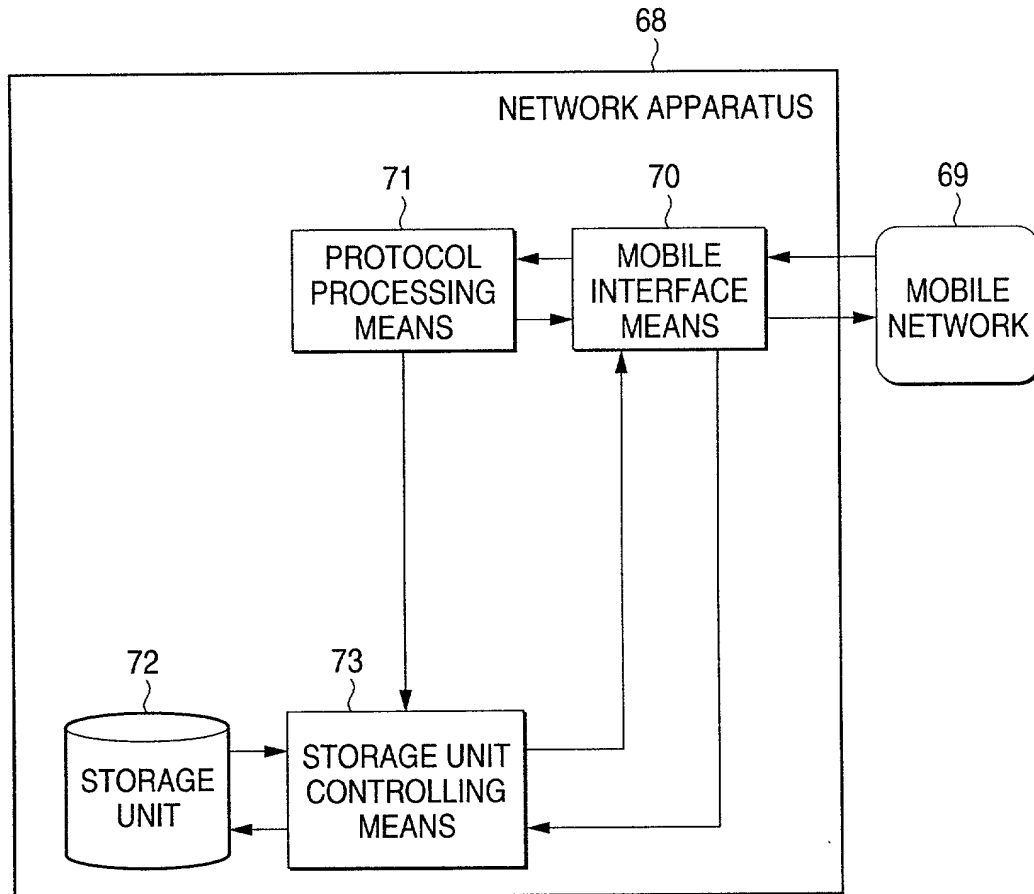 68
NETWORK APPARATUS
71
70
69
PROTOCOL
PROCESSING
MEANS
MOBILE
INTERFACE
MEANS
MOBILE
NETWORK
72
73
STORAGE
UNIT
STORAGE UNIT
CONTROLLING
MEANS